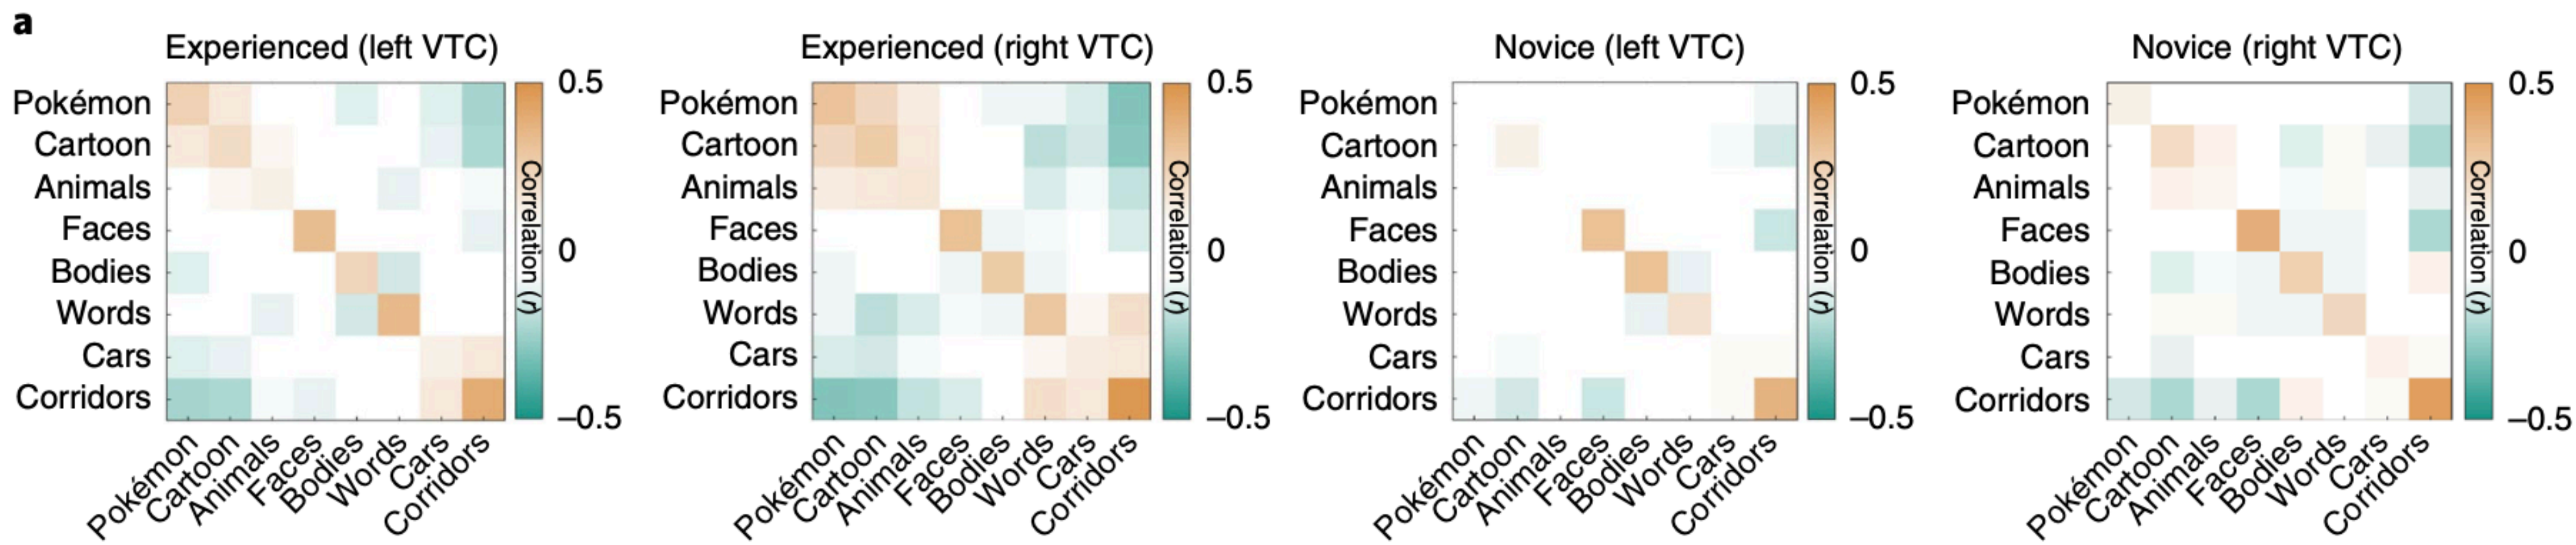 a
Experienced (left VTC)
Pokémon
Cartoon
Animals
Faces
Bodies
Words
Cars
Corridors
Pokémon
Cartoon
Animals
Faces
Bodies
Words
Cars
Corridors
0.5
0
–0.5
Correlation (r)
Experienced (right VTC)
Pokémon
Cartoon
Animals
Faces
Bodies
Words
Cars
Corridors
Pokémon
Cartoon
Animals
Faces
Bodies
Words
Cars
Corridors
0.5
0
–0.5
Correlation (r)
Novice (left VTC)
Pokémon
Cartoon
Animals
Faces
Bodies
Words
Cars
Corridors
Pokémon
Cartoon
Animals
Faces
Bodies
Words
Cars
Corridors
0.5
0
–0.5
Correlation (r)
Novice (right VTC)
Pokémon
Cartoon
Animals
Faces
Bodies
Words
Cars
Corridors
Pokémon
Cartoon
Animals
Faces
Bodies
Words
Cars
Corridors
0.5
0
–0.5
Correlation (r)